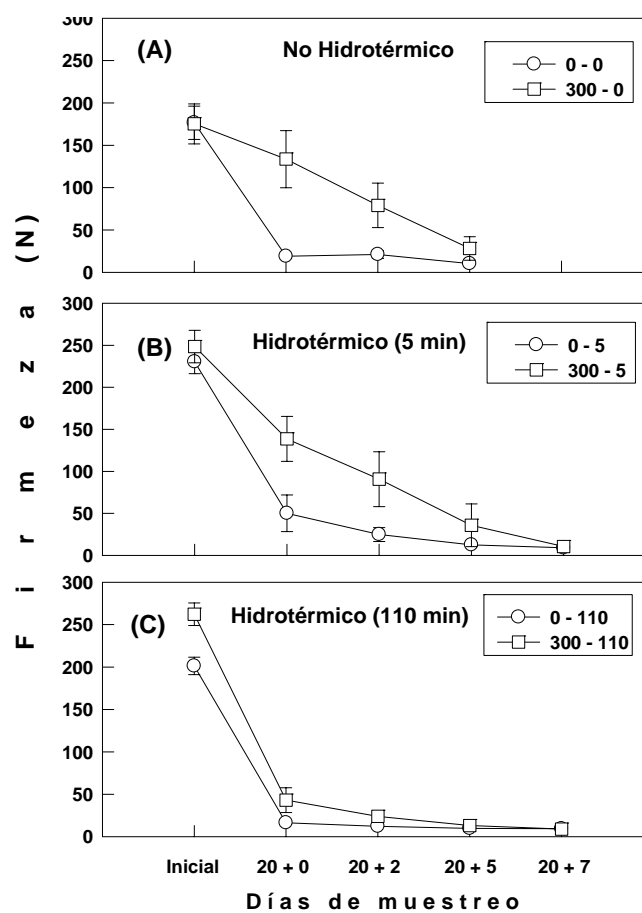 300
250
200
150
100
50
0
(A)
No Hidrotérmico
0 - 0
300 - 0
300
250
200
150
100
50
0
(B)
Hidrotérmico (5 min)
0 - 5
300 - 5
300
250
200
150
100
50
0
(C)
Hidrotérmico (110 min)
0 - 110
300 - 110
Firmeza (N)
Inicial 20 + 0 20 + 2 20 + 5 20 + 7
Días de muestreo